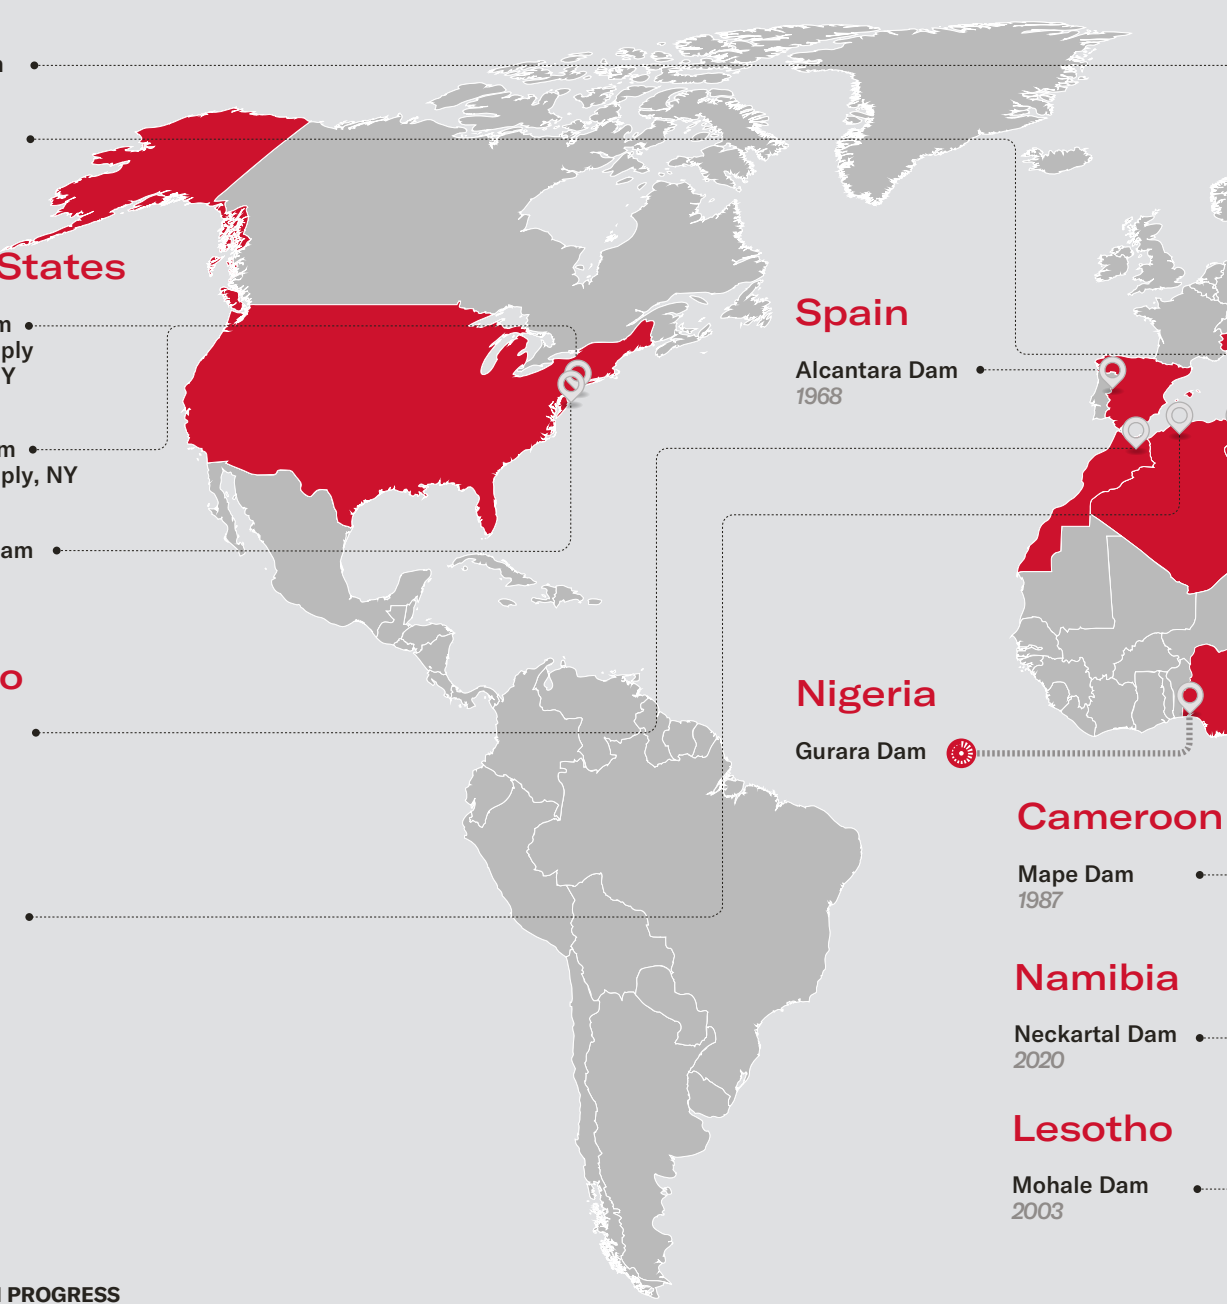 States
ply
Y
ply, NY
am
Spain
Alcantara Dam
1968
Nigeria
Gurara Dam
Cameroon
Mape Dam
1987
Namibia
Neckartal Dam
2020
Lesotho
Mohale Dam
2003
PROGRESS